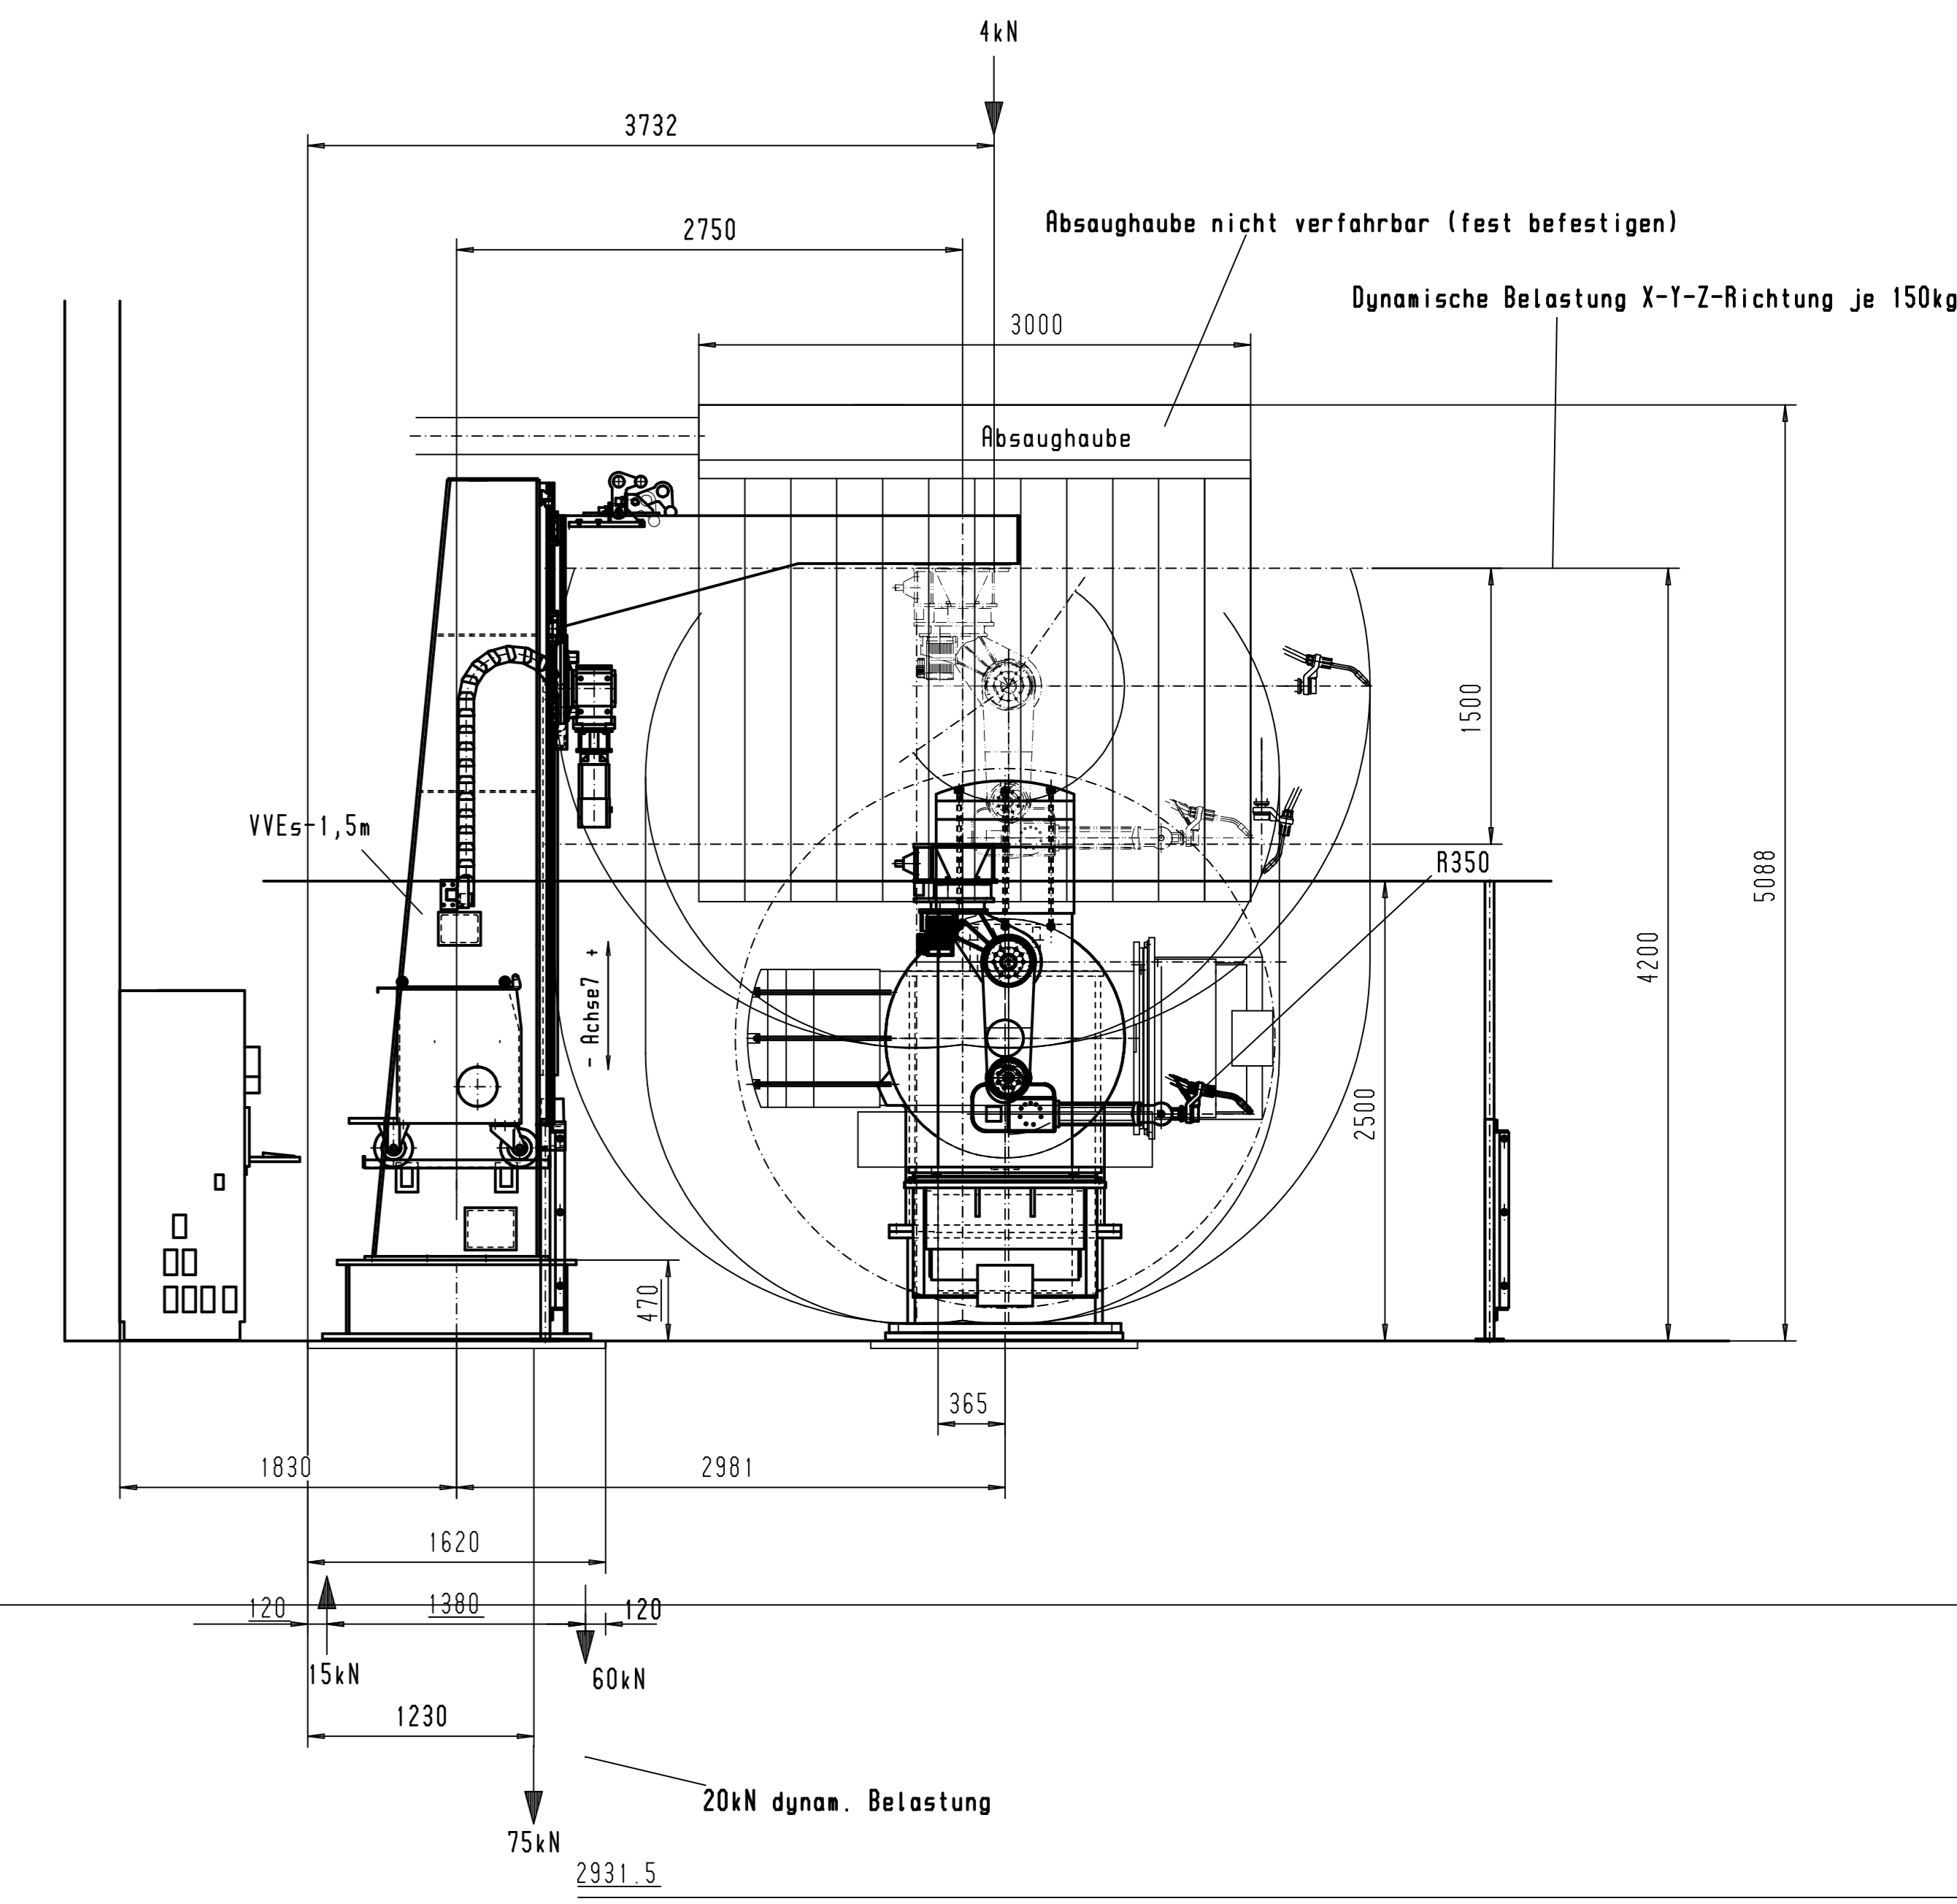 4kN
3732
Absaughaube nicht verfahrbar (fest befestigen)
2750
Dynamische Belastung X-Y-Z-Richtung je 150kg
3000
Absaughaube
1500
VVEs-1,5m
R350
5088
4200
- Achse7 +
2500
470
365
1830
2981
1620
120
1380
120
15kN
60kN
1230
20kN dynam. Belastung
75kN
2931.5